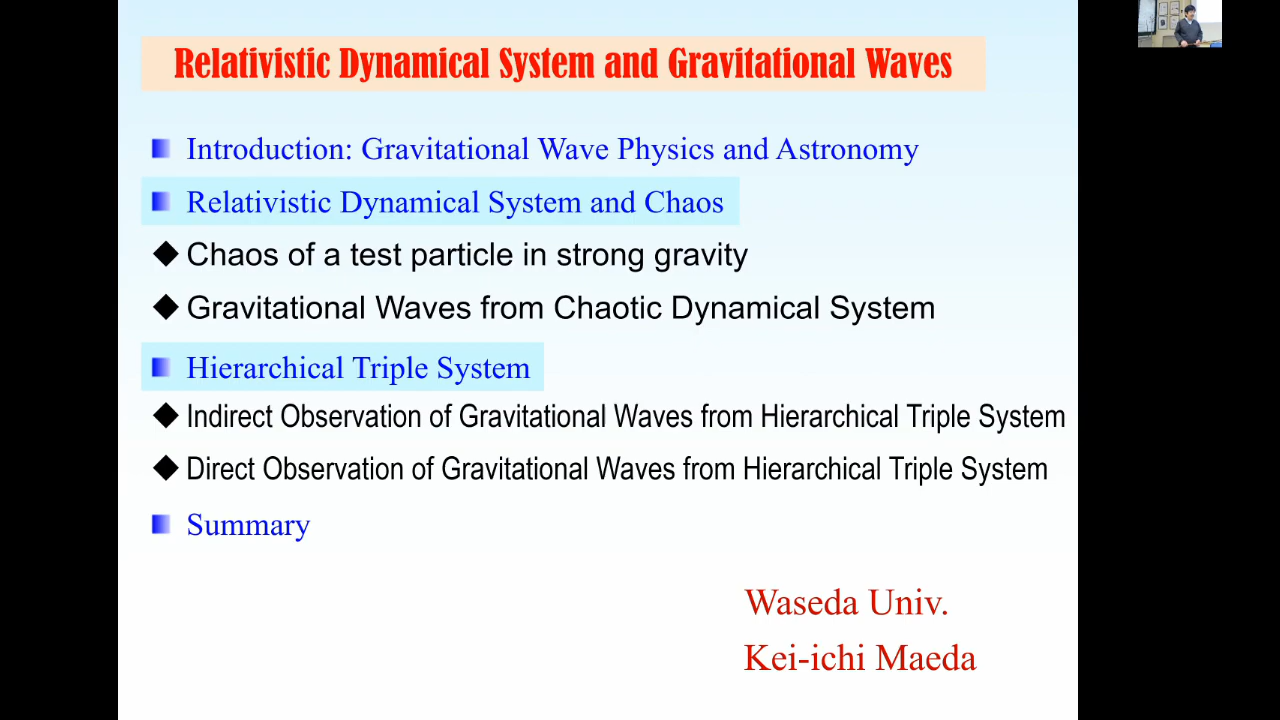 Relativistic Dynamical System and Gravitational Waves
Introduction: Gravitational Wave Physics and Astronomy
Relativistic Dynamical System and Chaos
Chaos of a test particle in strong gravity
Gravitational Waves from Chaotic Dynamical System
Hierarchical Triple System
Indirect Observation of Gravitational Waves from Hierarchical Triple System
Direct Observation of Gravitational Waves from Hierarchical Triple System
Summary
Waseda Univ.
Kei-ichi Maeda